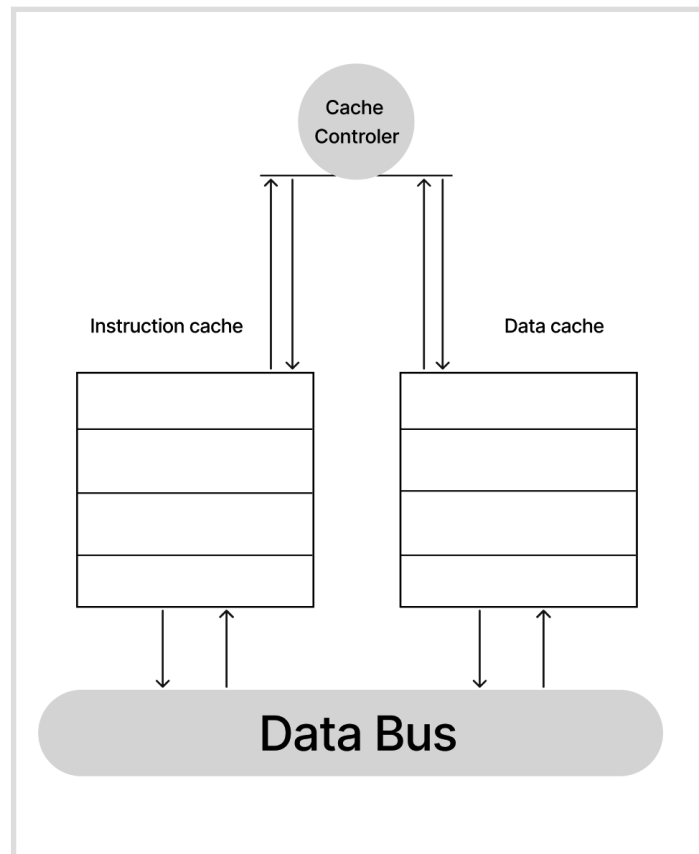 Cache
Controler
Instruction cache
Data cache
Data Bus